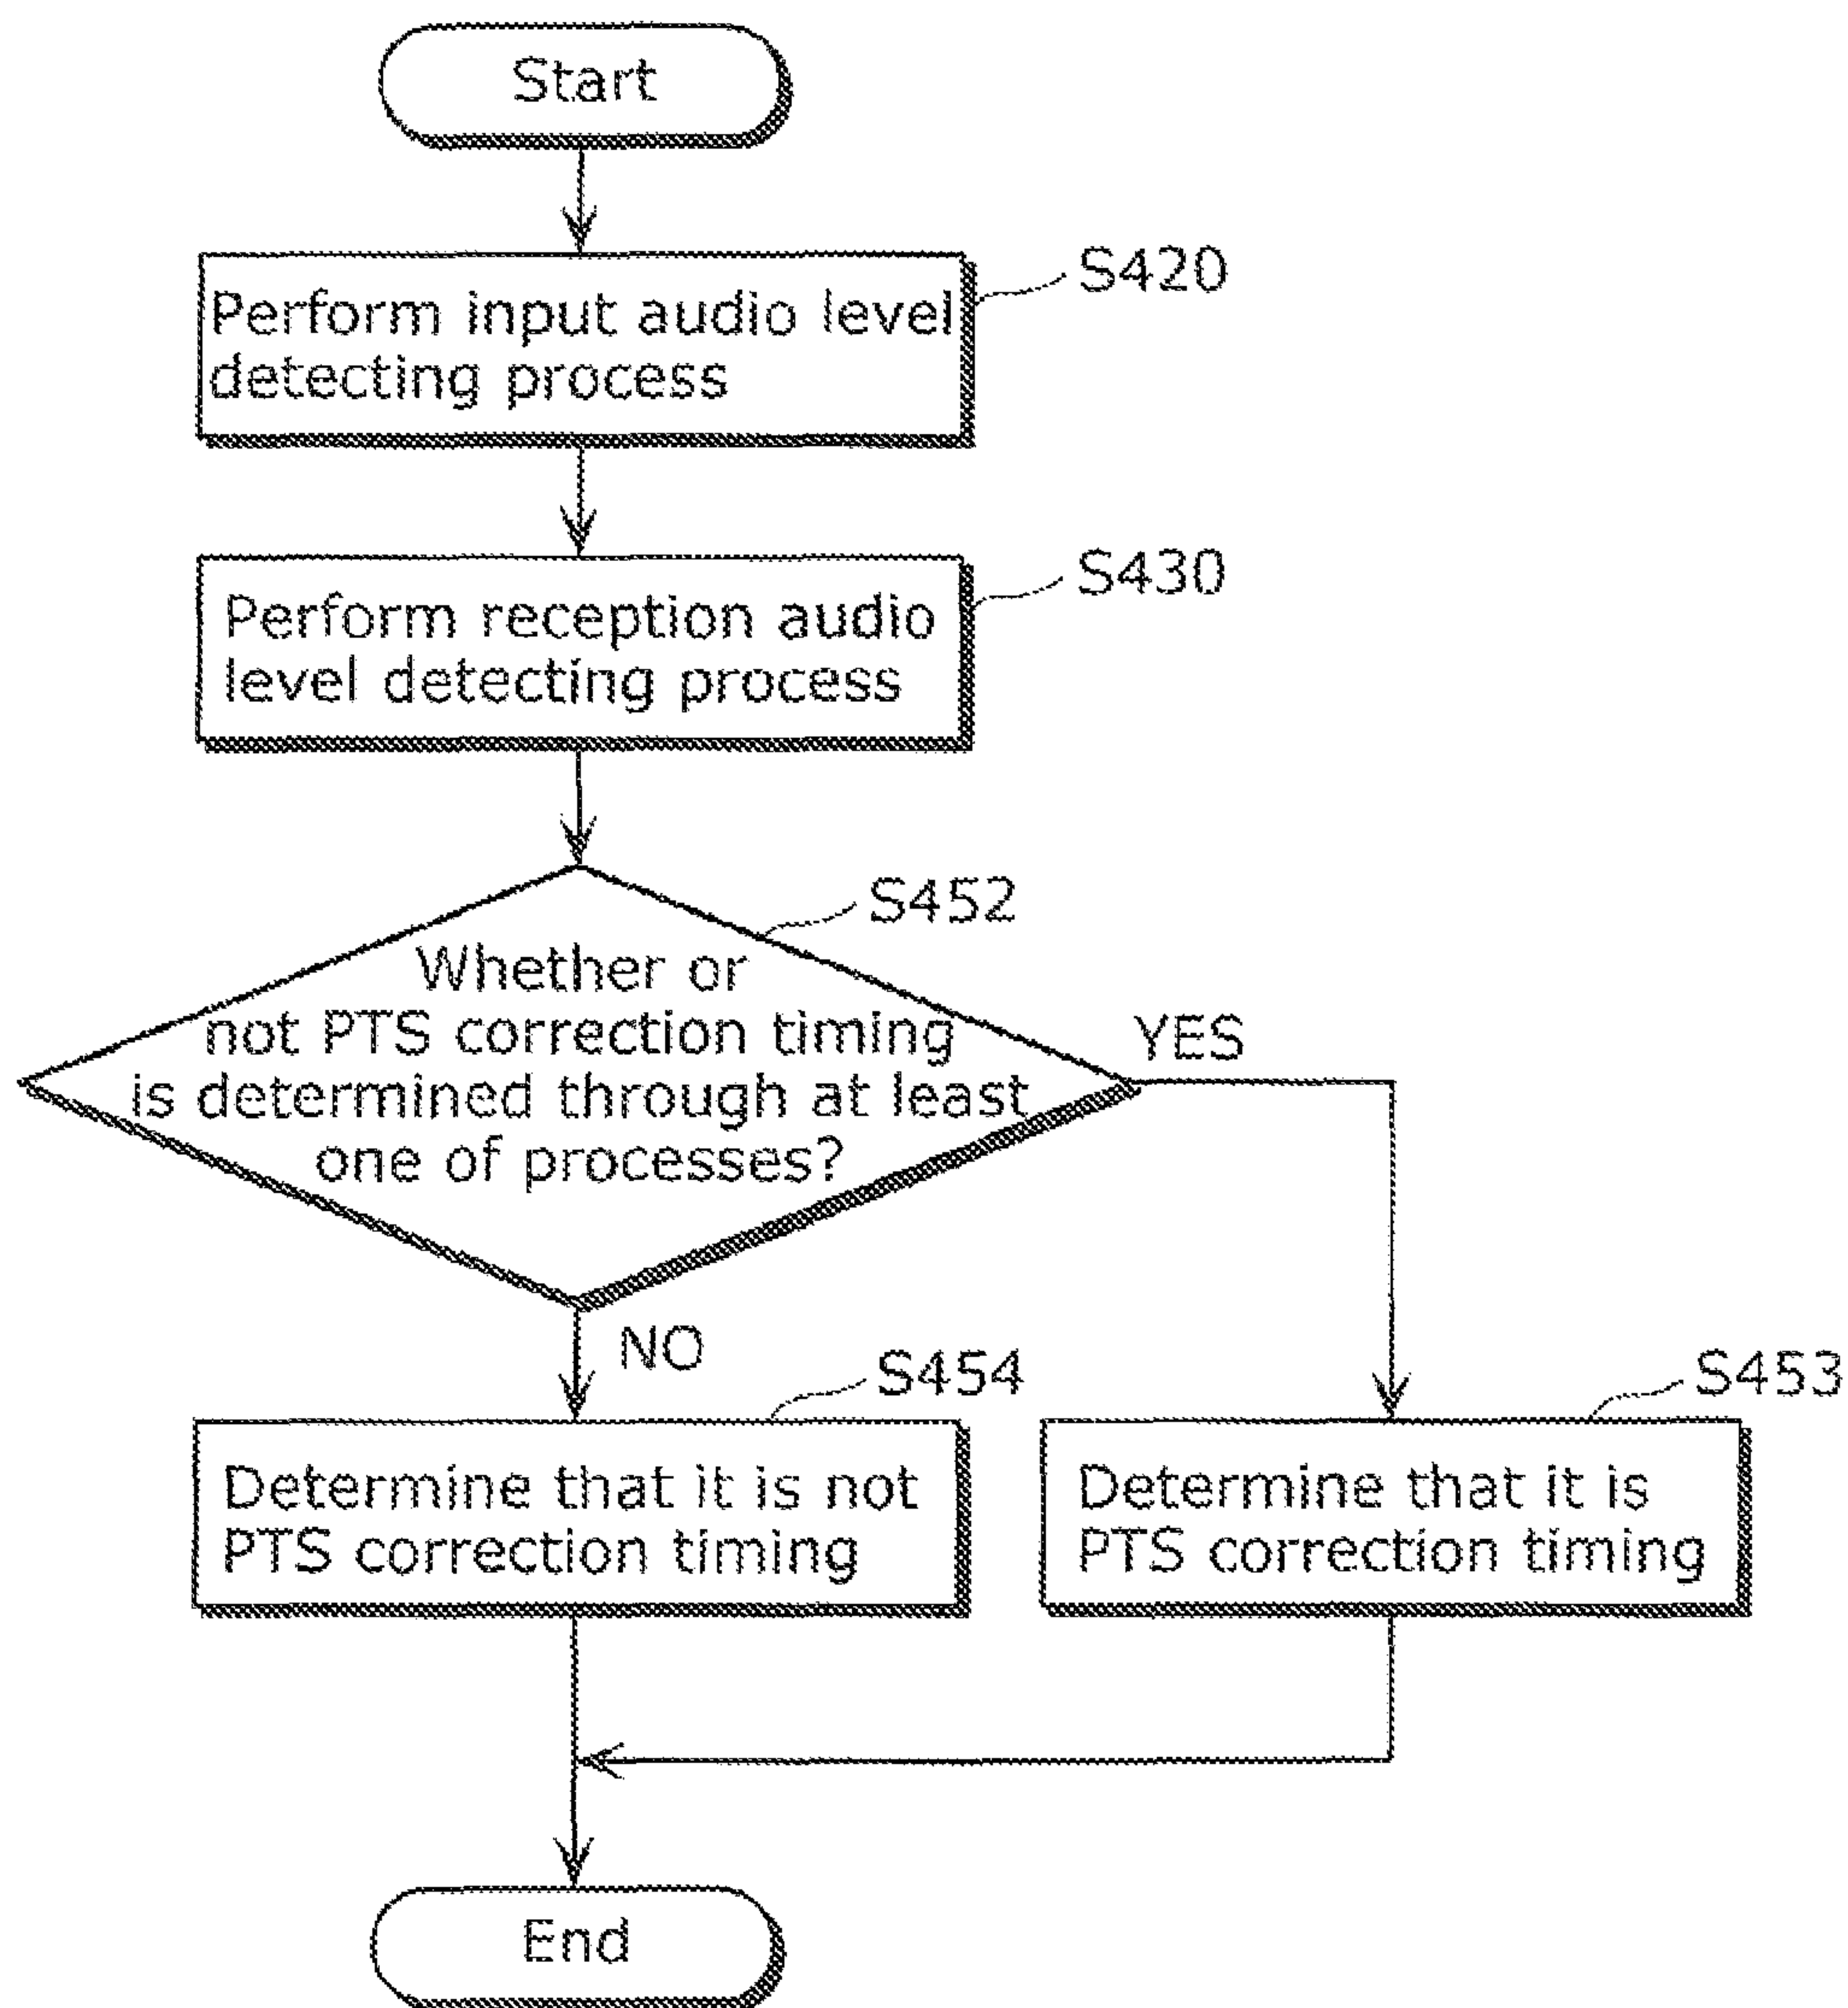 Start
S420
Perform input audio level
detecting process
S430
Perform reception audio
level detecting process
S452
Whether or
not PTS correction timing
is determined through at least
one of processes?
YES
NO
S454
Determine that it is not
PTS correction timing
S453
Determine that it is
PTS correction timing
End